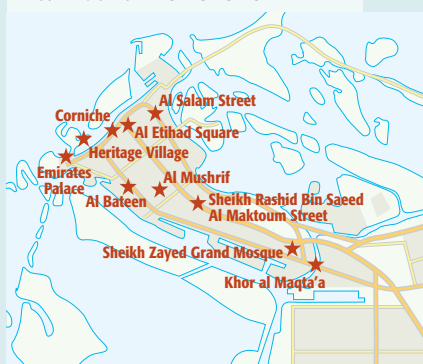 Al Salam Street
Corniche
Al Etihad Square
Heritage Village
Emirates
Palace
Al Mushrif
Al Bateen
Sheikh Rashid Bin Saeed
Al Maktoum Street
Sheikh Zayed Grand Mosque
Khor al Maqta'a